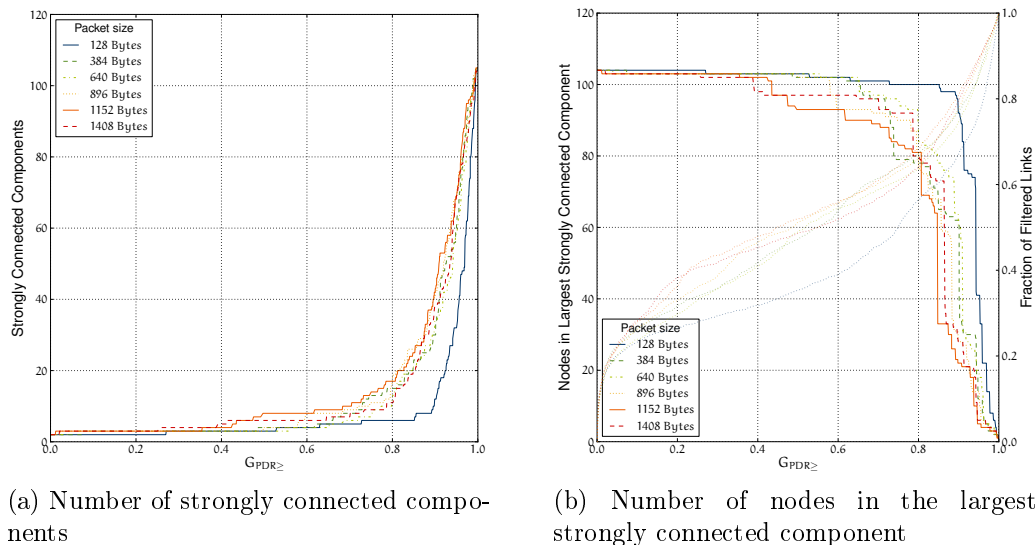 120
100
80
60
40
20
0
0.0 0.2 0.4 0.6 0.8 1.0
Strongly Connected Components
G_PDR≥
Packet size
128 Bytes
384 Bytes
640 Bytes
896 Bytes
1152 Bytes
1408 Bytes
(a) Number of strongly connected compo-
nents
120
100
80
60
40
20
0
0.0 0.2 0.4 0.6 0.8 1.0
Nodes in Largest Strongly Connected Component
G_PDR≥
1.0
0.8
0.6
0.4
0.2
0.0
Fraction of Filtered Links
Packet size
128 Bytes
384 Bytes
640 Bytes
896 Bytes
1152 Bytes
1408 Bytes
(b) Number of nodes in the largest
strongly connected component